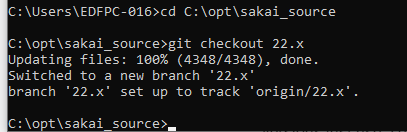 C:\Users\EDFPC-016>cd C:\opt\sakai_source
C:\opt\sakai_source>git checkout 22.x
Updating files: 100% (4348/4348), done.
Switched to a new branch '22.x'
branch '22.x' set up to track 'origin/22.x'.
C:\opt\sakai_source>